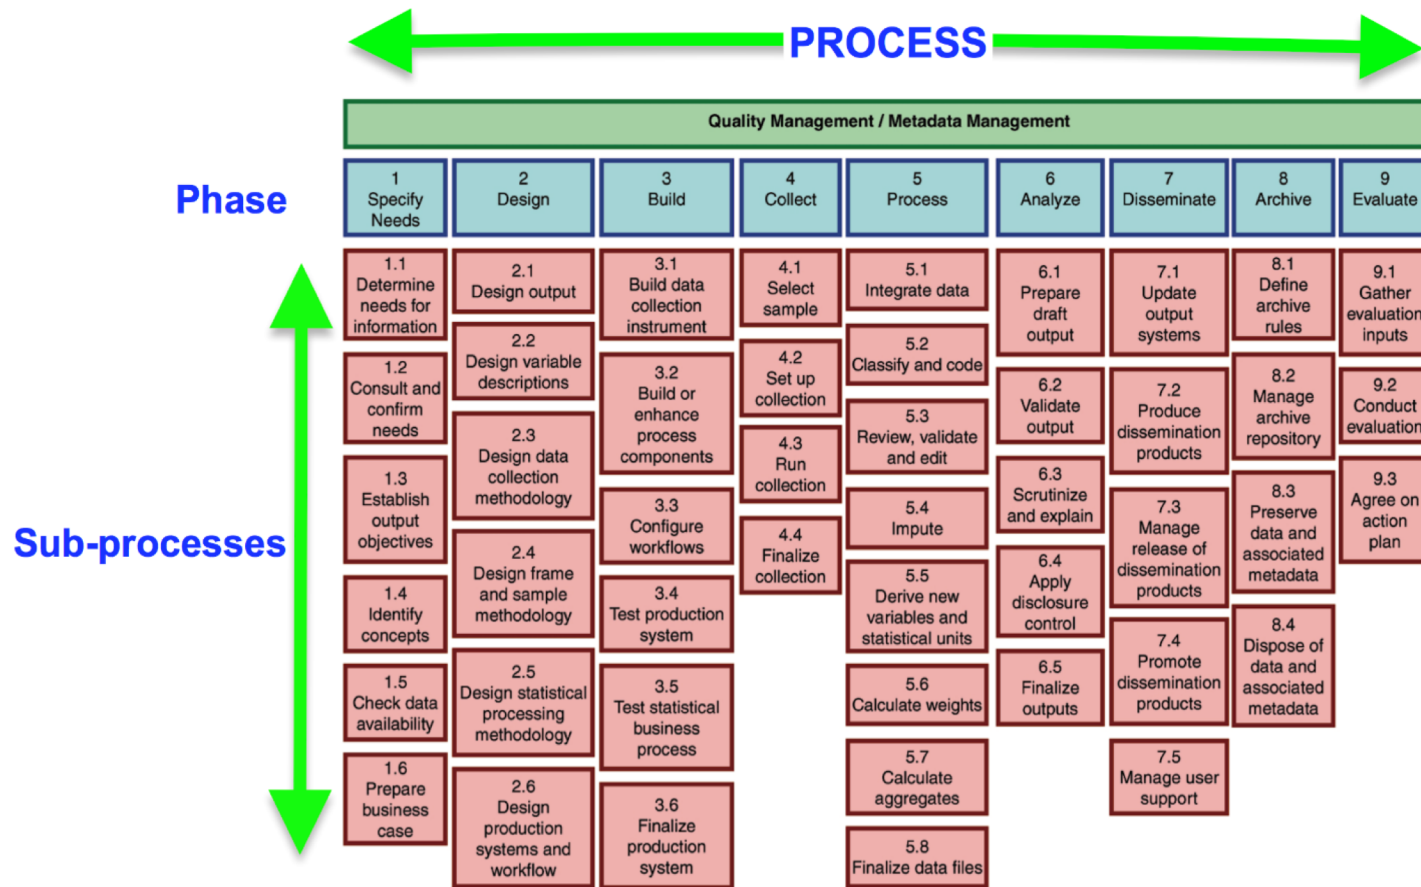 PROCESS
Quality Management / Metadata Management
Phase
1
Specify
Needs
2
Design
3
Build
4
Collect
5
Process
6
Analyze
7
Disseminate
8
Archive
9
Evaluate
Sub-processes
1.1
Determine
needs for
information
1.2
Consult and
confirm
needs
1.3
Establish
output
objectives
1.4
Identify
concepts
1.5
Check data
availability
1.6
Prepare
business
case
2.1
Design output
2.2
Design variable
descriptions
2.3
Design data
collection
methodology
2.4
Design frame
and sample
methodology
2.5
Design statistical
processing
methodology
2.6
Design
production
systems and
workflow
3.1
Build data
collection
instrument
3.2
Build or
enhance
process
components
3.3
Configure
workflows
3.4
Test production
system
3.5
Test statistical
business
process
3.6
Finalize
production
system
4.1
Select
sample
4.2
Set up
collection
4.3
Run
collection
4.4
Finalize
collection
5.1
Integrate data
5.2
Classify and code
5.3
Review, validate
and edit
5.4
Impute
5.5
Derive new
variables and
statistical units
5.6
Calculate weights
5.7
Calculate
aggregates
5.8
Finalize data files
6.1
Prepare
draft
output
6.2
Validate
output
6.3
Scrutinize
and explain
6.4
Apply
disclosure
control
6.5
Finalize
outputs
7.1
Update
output
systems
7.2
Produce
dissemination
products
7.3
Manage
release of
dissemination
products
7.4
Promote
dissemination
products
7.5
Manage user
support
8.1
Define
archive
rules
8.2
Manage
archive
repository
8.3
Preserve
data and
associated
metadata
8.4
Dispose of
data and
associated
metadata
9.1
Gather
evaluation
inputs
9.2
Conduct
evaluation
9.3
Agree on
action
plan